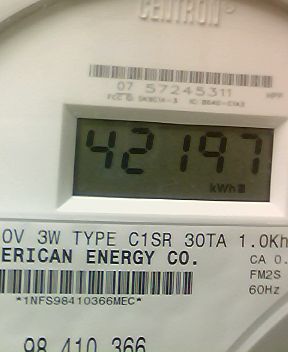 CENTRON®
07 57245311
42197
kWh
0V 3W TYPE C1SR 30TA 1.0Kh
ERICAN ENERGY CO.
CA 0.
FM2S
*1NFS98410366MEC*
60Hz
98 410 366